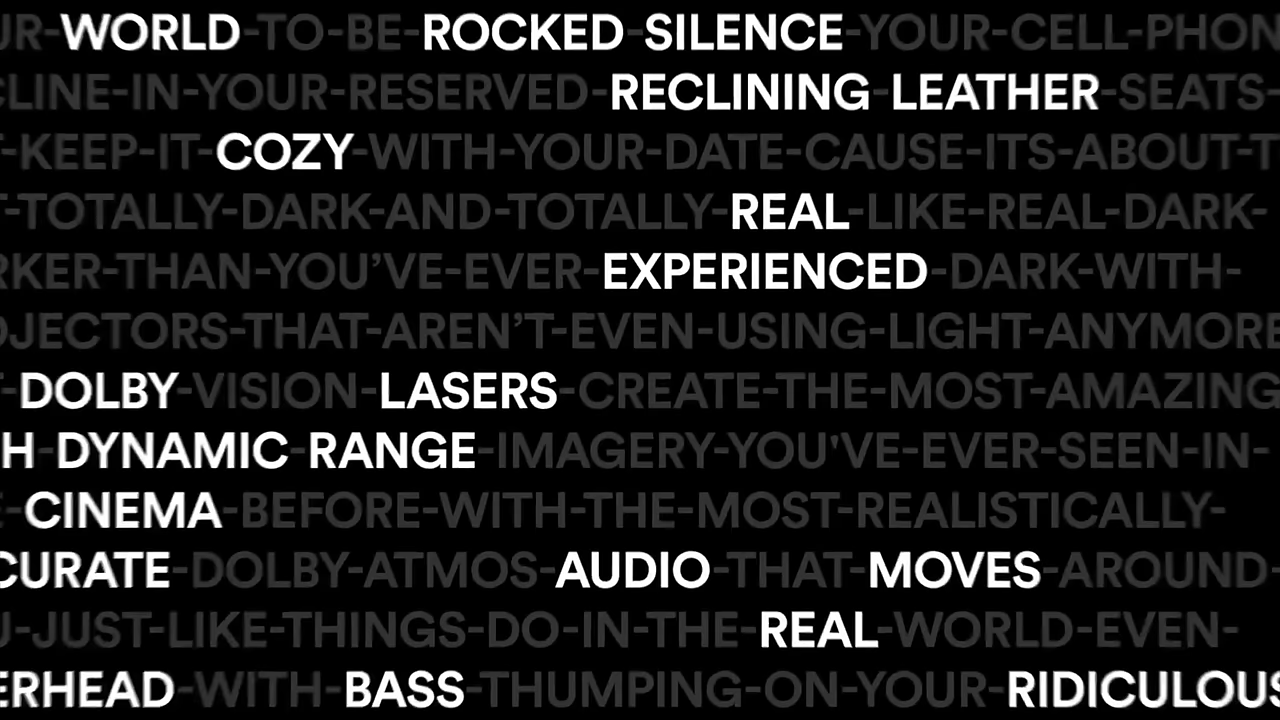 UR-WORLD-TO-BE-ROCKED-SILENCE-YOUR-CELL-PHON
CLINE-IN-YOUR-RESERVED-RECLINING-LEATHER-SEATS-
T-KEEP-IT-COZY-WITH-YOUR-DATE-CAUSE-ITS-ABOUT-T
T-TOTALLY-DARK-AND-TOTALLY-REAL-LIKE-REAL-DARK-
RKER-THAN-YOU’VE-EVER-EXPERIENCED-DARK-WITH-
OJECTORS-THAT-AREN’T-EVEN-USING-LIGHT-ANYMORE
-DOLBY-VISION-LASERS-CREATE-THE-MOST-AMAZING
H-DYNAMIC-RANGE-IMAGERY-YOU'VE-EVER-SEEN-IN-
E-CINEMA-BEFORE-WITH-THE-MOST-REALISTICALLY-
CURATE-DOLBY-ATMOS-AUDIO-THAT-MOVES-AROUND-
U-JUST-LIKE-THINGS-DO-IN-THE-REAL-WORLD-EVEN-
ERHEAD-WITH-BASS-THUMPING-ON-YOUR-RIDICULOUS